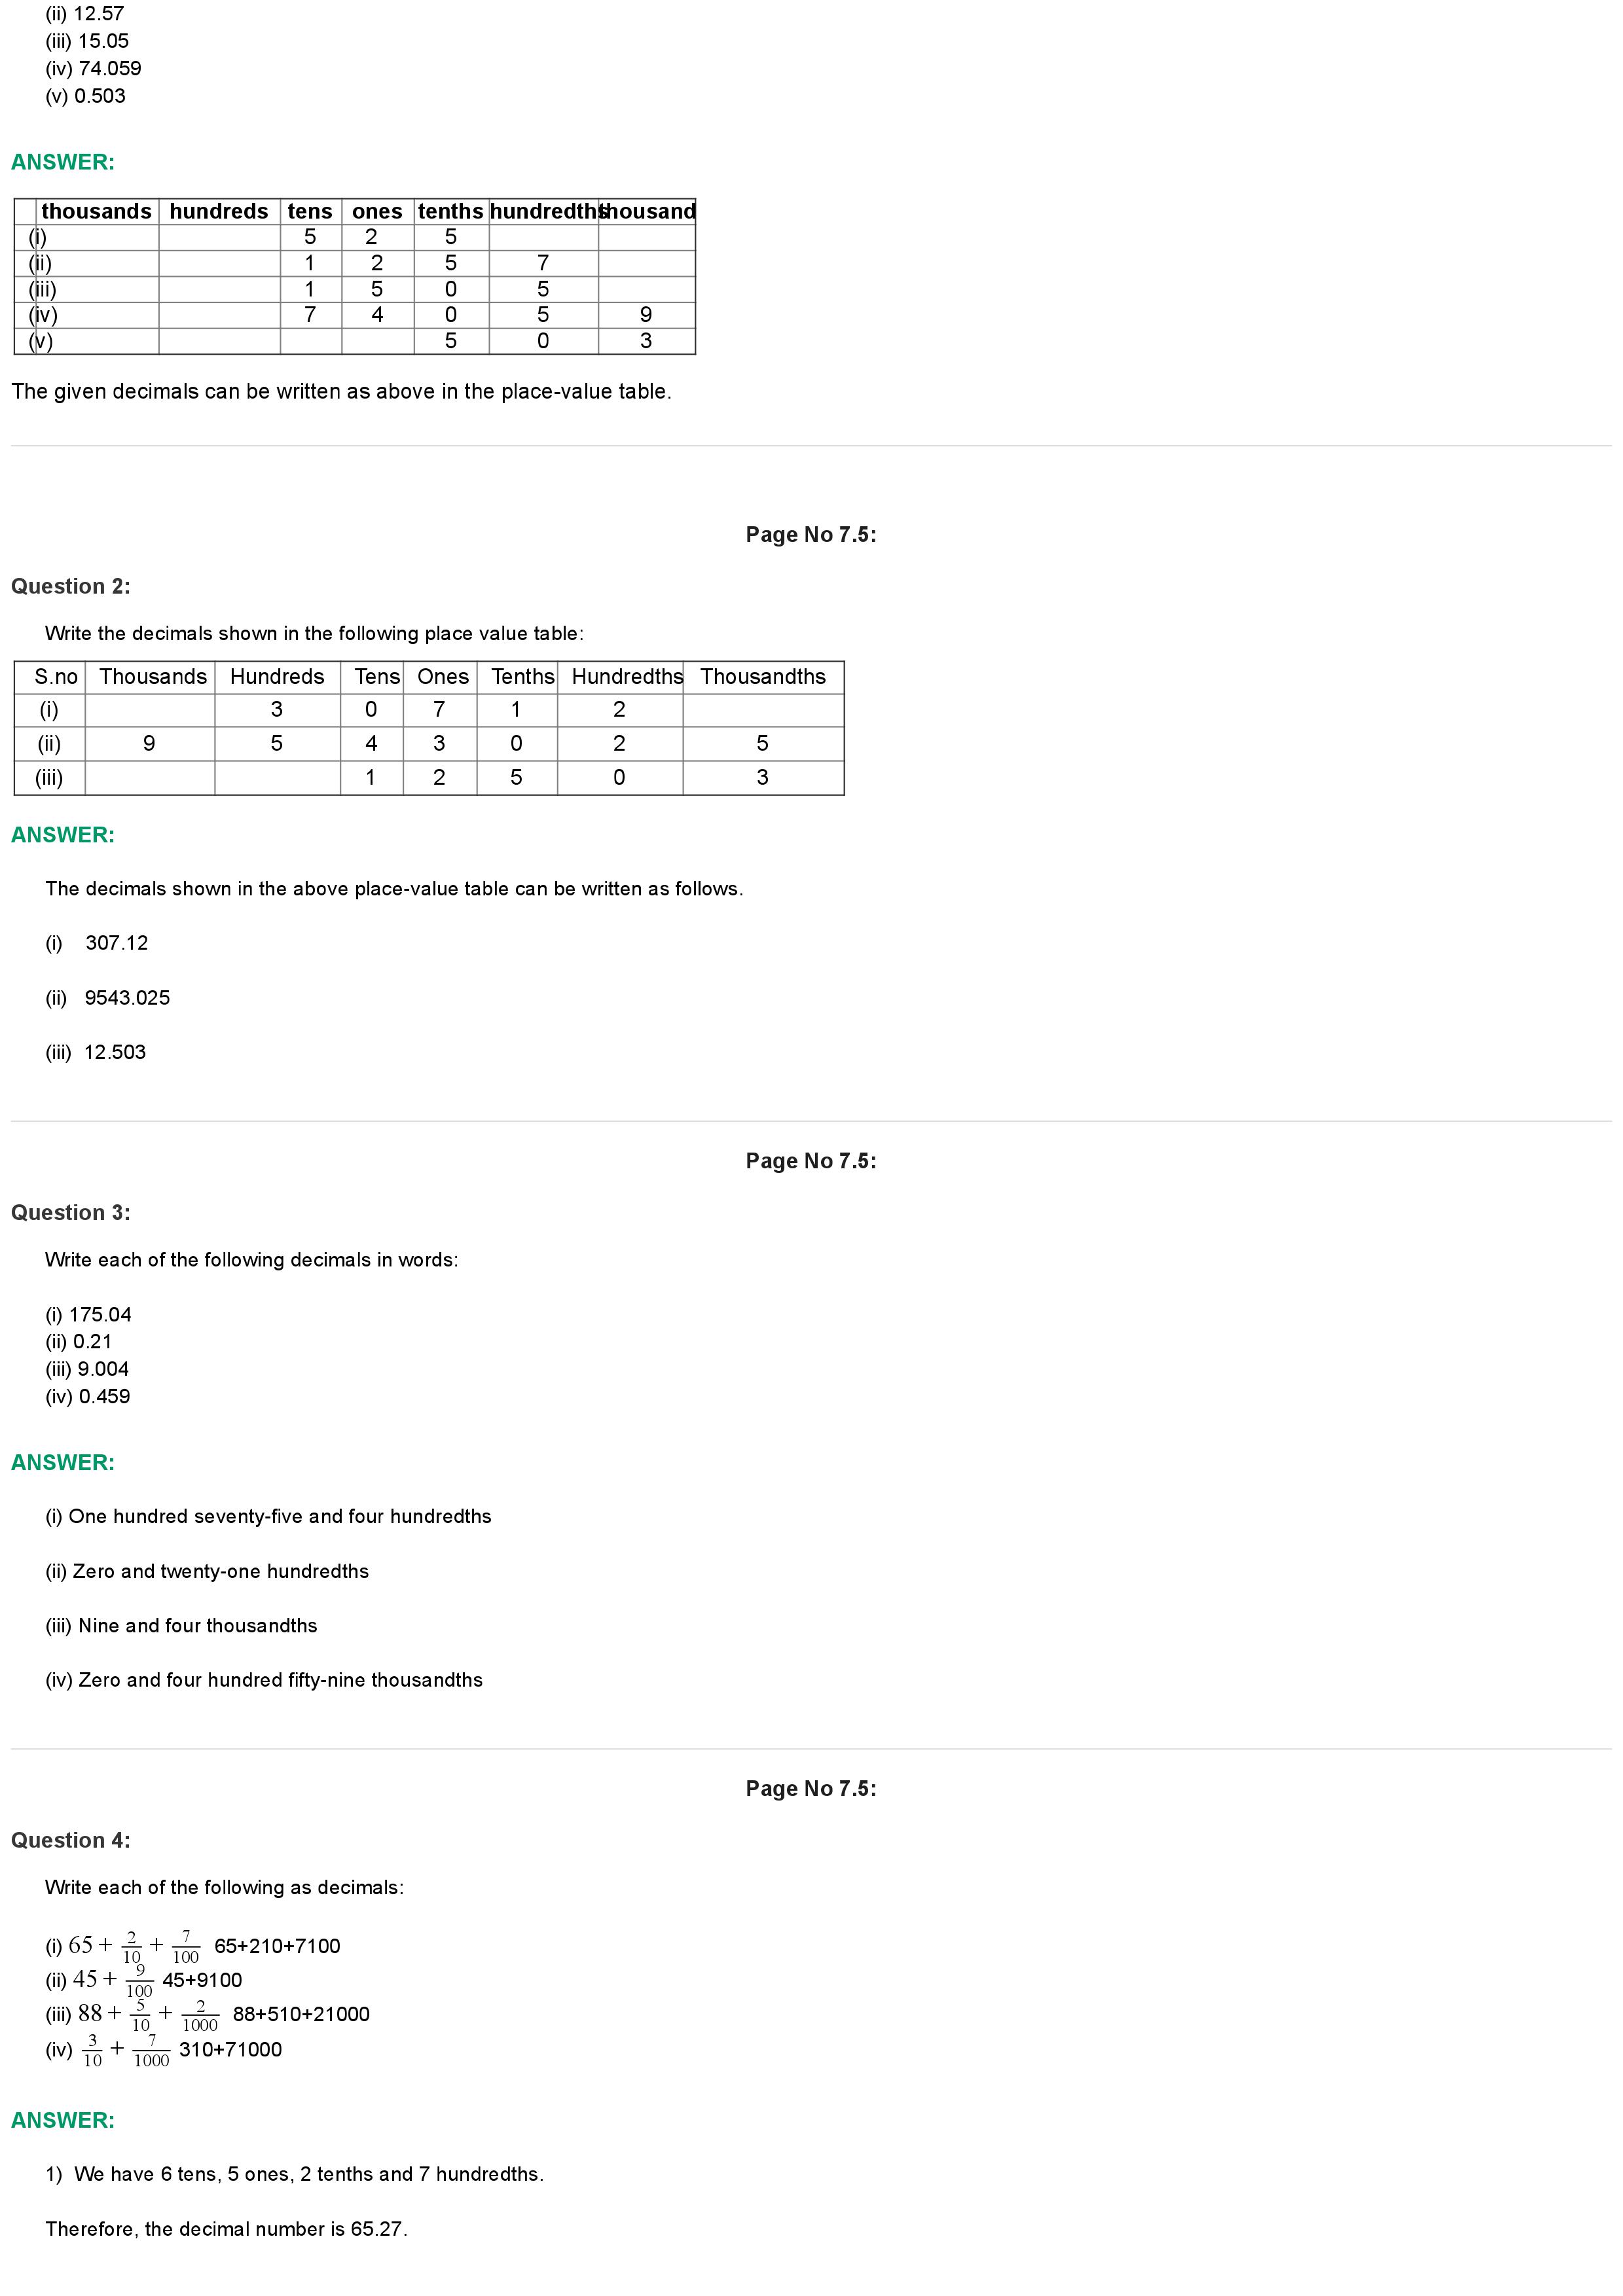 (ii) 12.57
(iii) 15.05
(iv) 74.059
(v) 0.503
ANSWER:
thousands hundreds tens ones tenths hundredths thousand
(i) 5 2 5
(ii) 1 2 5 7
(iii) 1 5 0 5
(iv) 7 4 0 5 9
(v) 5 0 3
The given decimals can be written as above in the place-value table.
Page No 7.5:
Question 2:
Write the decimals shown in the following place value table:
S.no Thousands Hundreds Tens Ones Tenths Hundredths Thousandths
(i) 3 0 7 1 2
(ii) 9 5 4 3 0 2 5
(iii) 1 2 5 0 3
ANSWER:
The decimals shown in the above place-value table can be written as follows.
(i) 307.12
(ii) 9543.025
(iii) 12.503
Page No 7.5:
Question 3:
Write each of the following decimals in words:
(i) 175.04
(ii) 0.21
(iii) 9.004
(iv) 0.459
ANSWER:
(i) One hundred seventy-five and four hundredths
(ii) Zero and twenty-one hundredths
(iii) Nine and four thousandths
(iv) Zero and four hundred fifty-nine thousandths
Page No 7.5:
Question 4:
Write each of the following as decimals:
(i) 65 + 2/10 + 7/100 65+210+7100
(ii) 45 + 9/100 45+9100
(iii) 88 + 5/10 + 2/1000 88+510+21000
(iv) 3/10 + 7/1000 310+71000
ANSWER:
1) We have 6 tens, 5 ones, 2 tenths and 7 hundredths.
Therefore, the decimal number is 65.27.